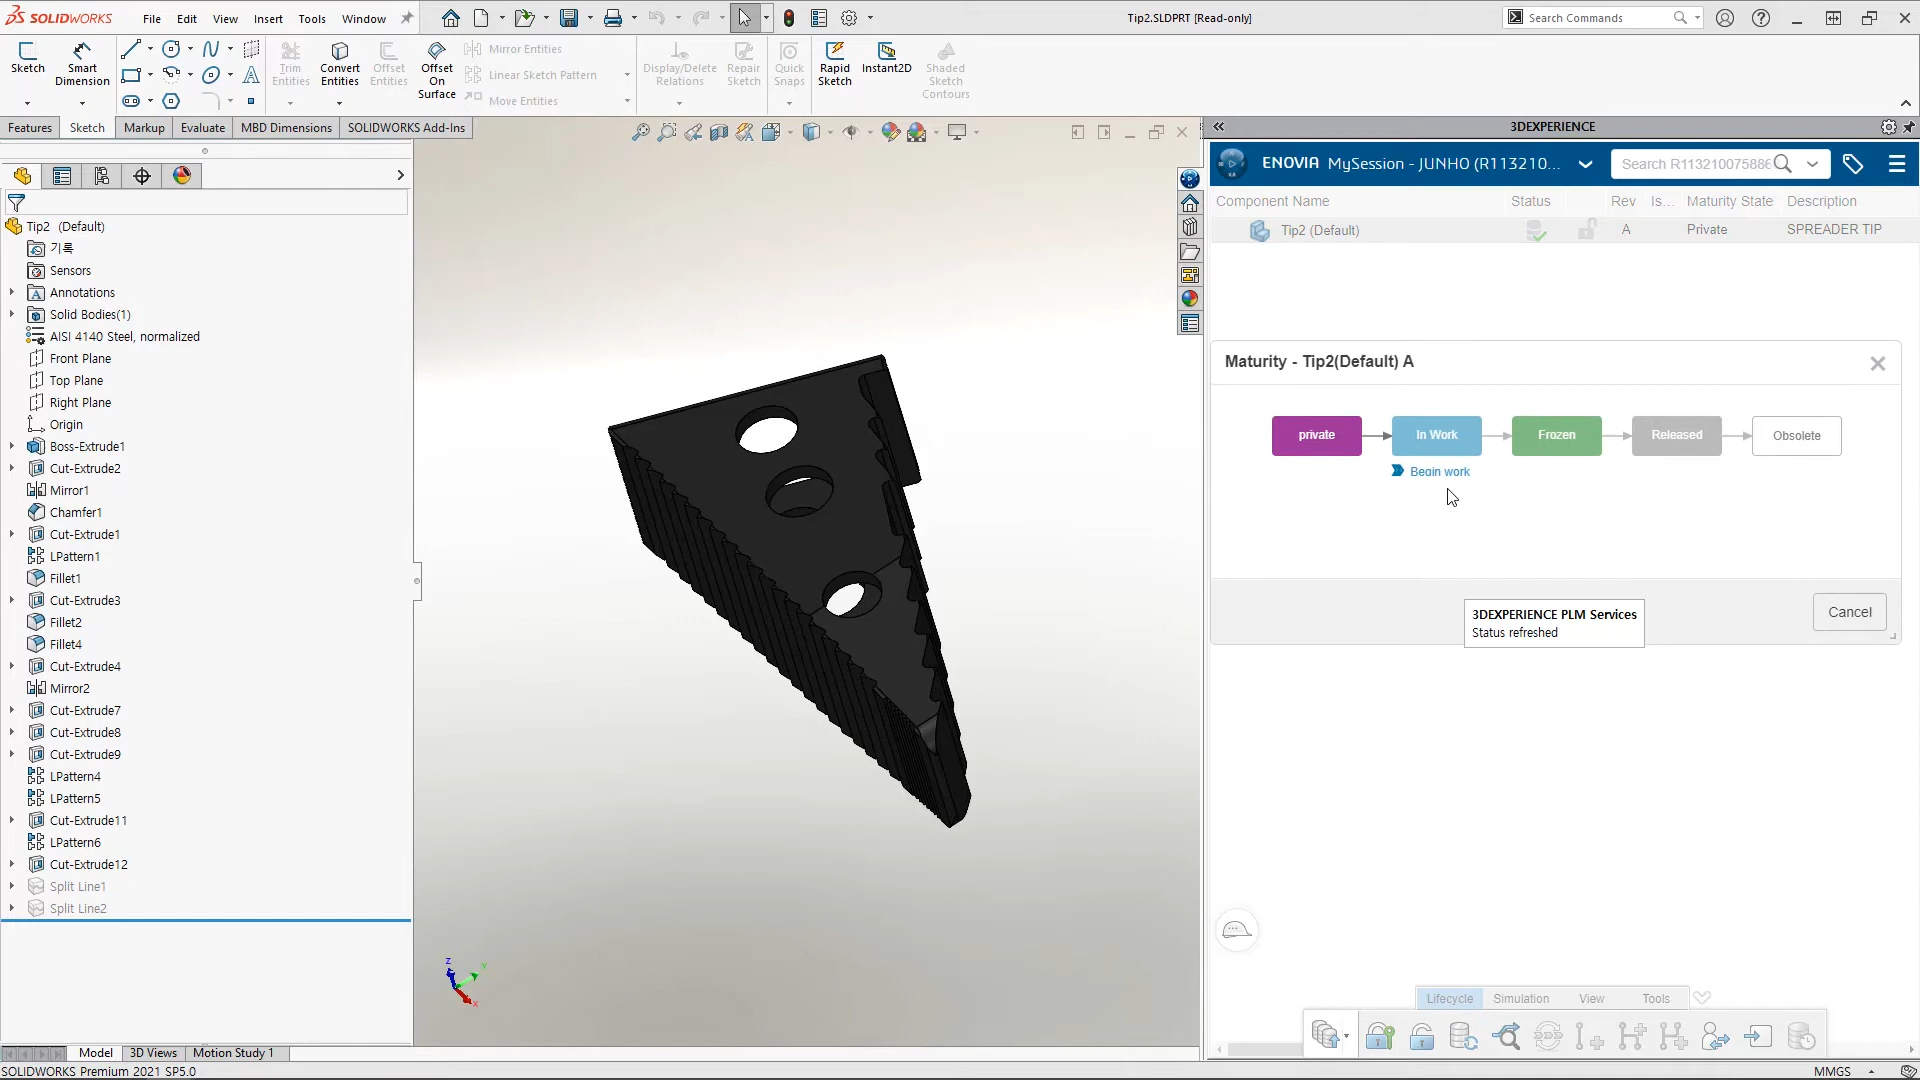 SOLIDWORKS
File Edit View Insert Tools Window
Tip2.SLDPRT [Read-only]
Search Commands
Sketch
Smart Dimension
Trim Entities
Convert Entities
Offset Entities
Offset On Surface
Mirror Entities
Linear Sketch Pattern
Move Entities
Display/Delete Relations
Repair Sketch
Quick Snaps
Rapid Sketch
Instant2D
Shaded Sketch Contours
Features Sketch Markup Evaluate MBD Dimensions SOLIDWORKS Add-Ins
3DEXPERIENCE
ENOVIA MySession - JUNHO (R113210...
Search R11321007588
Component Name Status Rev Is... Maturity State Description
Tip2 (Default) A Private SPREADER TIP
Tip2 (Default)
기록
Sensors
Annotations
Solid Bodies(1)
AISI 4140 Steel, normalized
Front Plane
Top Plane
Right Plane
Origin
Boss-Extrude1
Cut-Extrude2
Mirror1
Chamfer1
Cut-Extrude1
LPattern1
Fillet1
Cut-Extrude3
Fillet2
Fillet4
Cut-Extrude4
Mirror2
Cut-Extrude7
Cut-Extrude8
Cut-Extrude9
LPattern4
LPattern5
Cut-Extrude11
LPattern6
Cut-Extrude12
Split Line1
Split Line2
Z
Y
X
Maturity - Tip2(Default) A
private In Work Frozen Released Obsolete
Begin work
3DEXPERIENCE PLM Services
Status refreshed
Cancel
Lifecycle Simulation View Tools
Model 3D Views Motion Study 1
SOLIDWORKS Premium 2021 SP5.0
MMGS